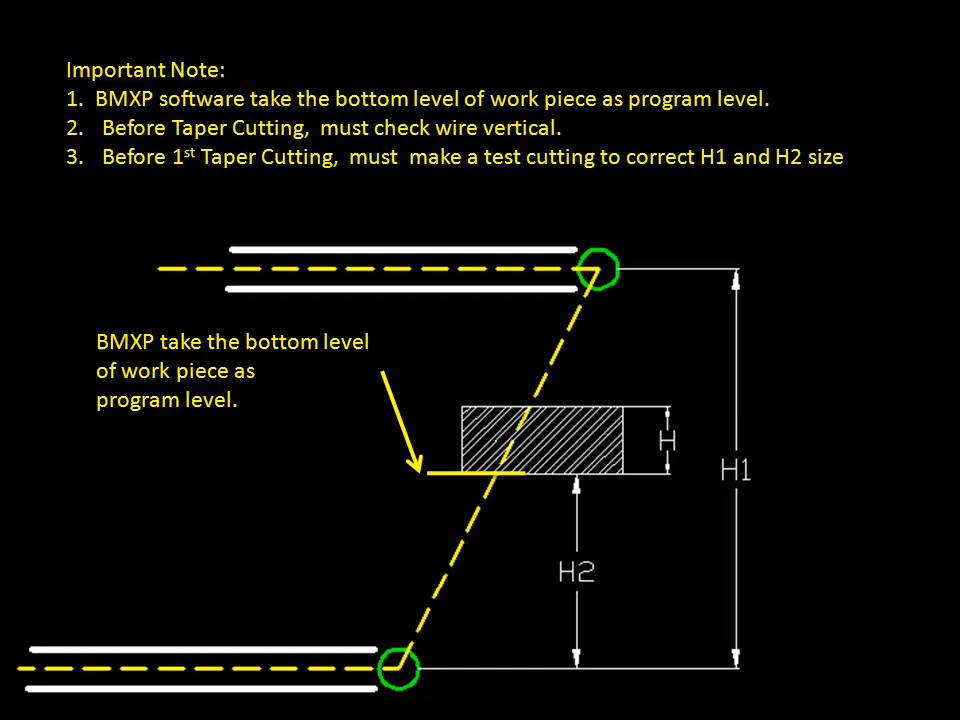 Important Note:
1. BMXP software take the bottom level of work piece as program level.
2. Before Taper Cutting, must check wire vertical.
3. Before 1st Taper Cutting, must make a test cutting to correct H1 and H2 size
BMXP take the bottom level
of work piece as
program level.
H
H1
H2